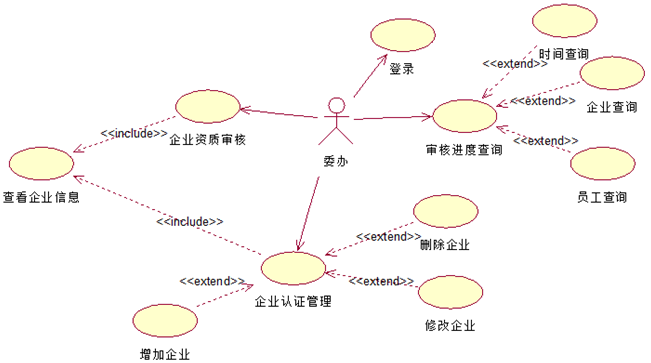 时间查询
登录
<<extend>>
企业查询
<<extend>>
企业资质审核
<<include>>
委办
审核进度查询
<<extend>>
员工查询
查看企业信息
<<include>>
<<extend>>
删除企业
<<extend>>
企业认证管理
<<extend>>
修改企业
增加企业